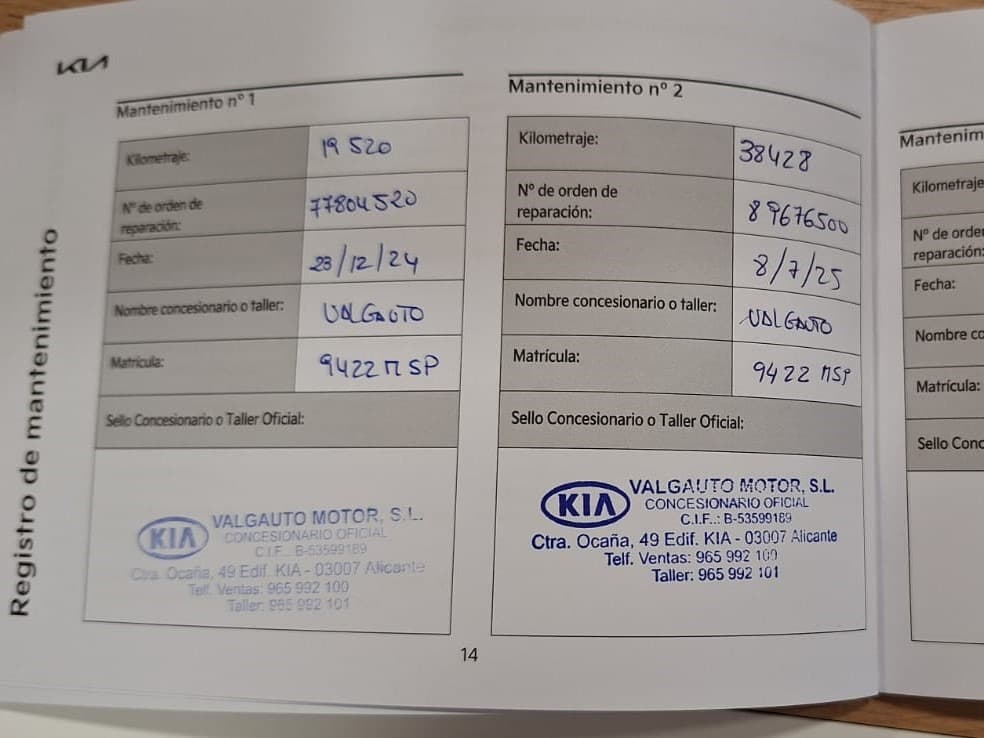 KIA
Registro de mantenimiento
Mantenimiento nº 1
Kilometraje: 19 520
Nº de orden de
reparación: 77804520
Fecha: 23/12/24
Nombre concesionario o taller: VALGAUTO
Matrícula: 9422 MSP
Sello Concesionario o Taller Oficial:
KIA
VALGAUTO MOTOR, S.L.
CONCESIONARIO OFICIAL
C.I.F..: B-53599189
Ctra. Ocaña, 49 Edif. KIA - 03007 Alicante
Telf. Ventas: 965 992 100
Taller: 965 992 101
Mantenimiento nº 2
Kilometraje: 38428
Nº de orden de
reparación: 89676500
Fecha: 8/7/25
Nombre concesionario o taller: VALGAUTO
Matrícula: 9422 MSP
Sello Concesionario o Taller Oficial:
KIA
VALGAUTO MOTOR, S.L.
CONCESIONARIO OFICIAL
C.I.F..: B-53599189
Ctra. Ocaña, 49 Edif. KIA - 03007 Alicante
Telf. Ventas: 965 992 100
Taller: 965 992 101
14
Mantenim
Kilometraje
Nº de orde
reparación:
Fecha:
Nombre co
Matrícula:
Sello Conc